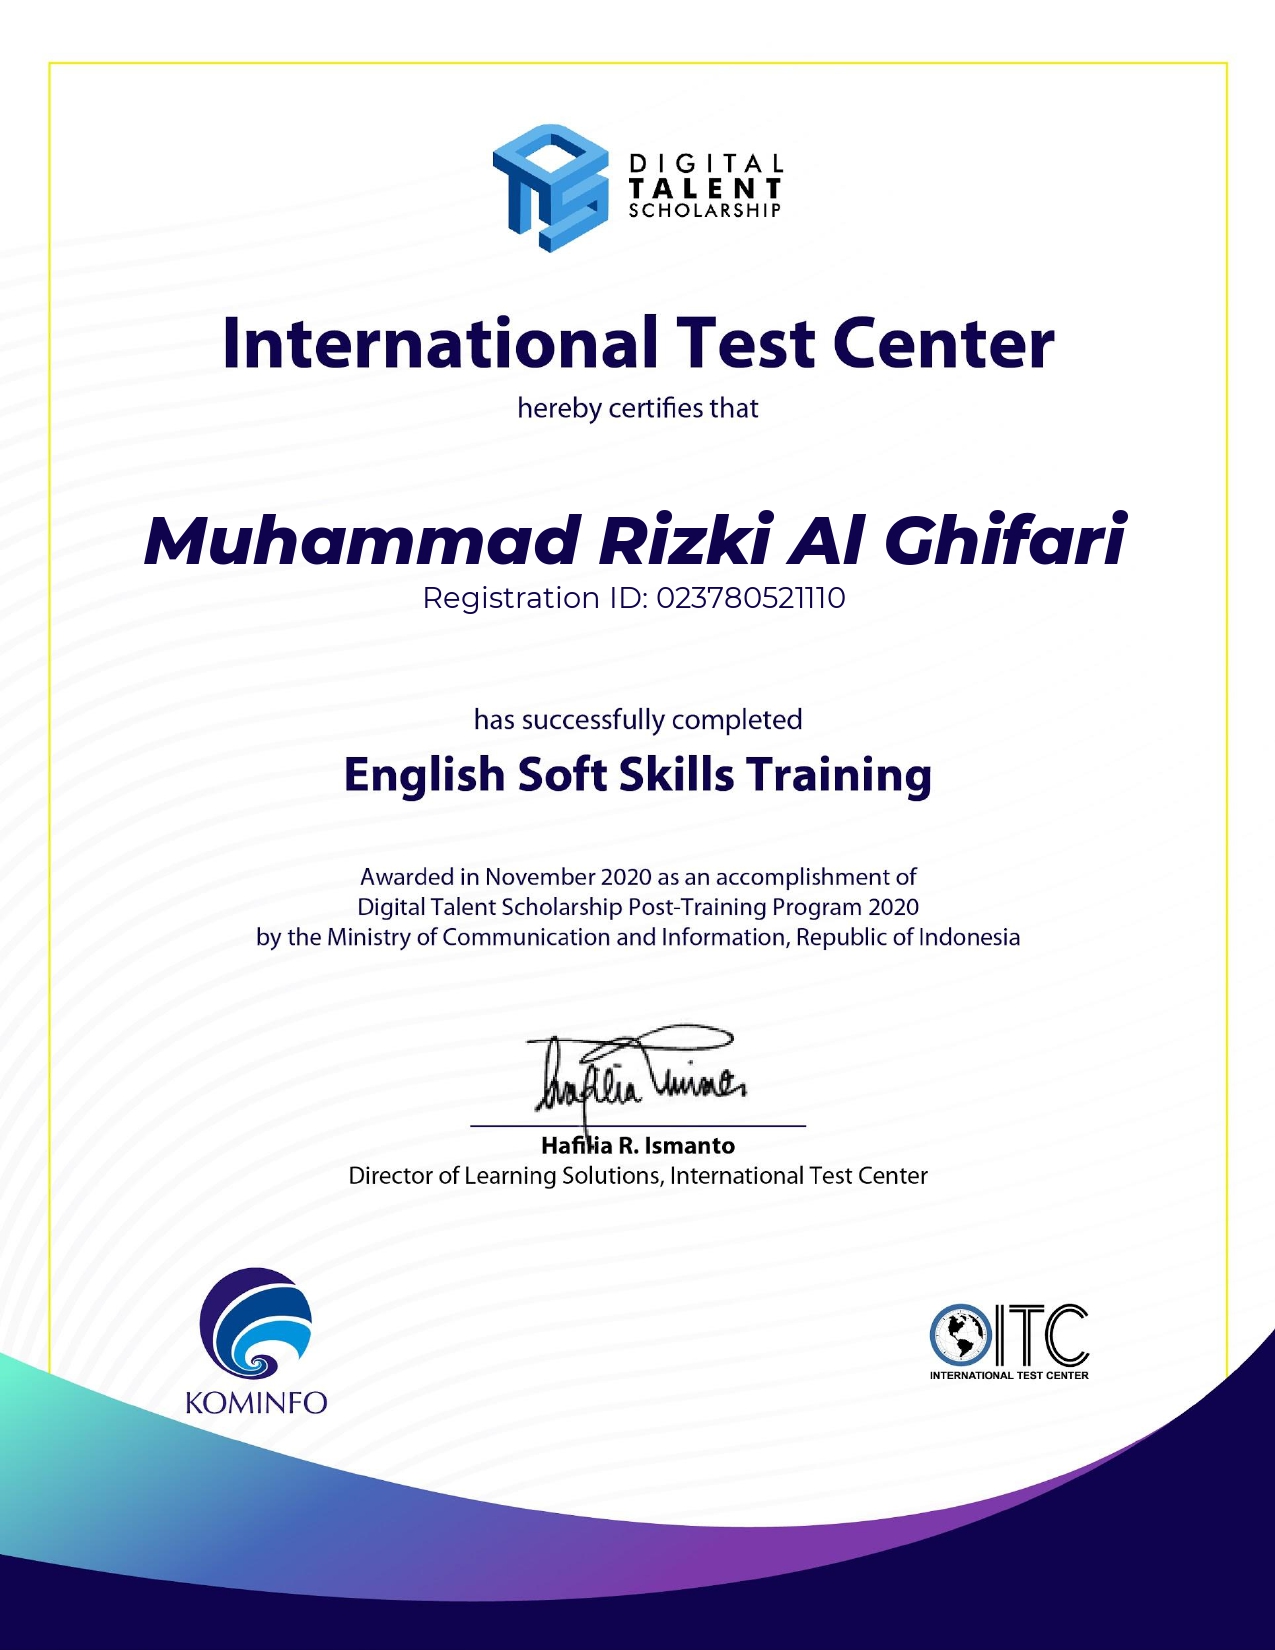 DIGITAL
TALENT
SCHOLARSHIP
International Test Center
hereby certifies that
Muhammad Rizki Al Ghifari
Registration ID: 023780521110
has successfully completed
English Soft Skills Training
Awarded in November 2020 as an accomplishment of
Digital Talent Scholarship Post-Training Program 2020
by the Ministry of Communication and Information, Republic of Indonesia
Hafilia R. Ismanto
Director of Learning Solutions, International Test Center
KOMINFO
ITC
INTERNATIONAL TEST CENTER